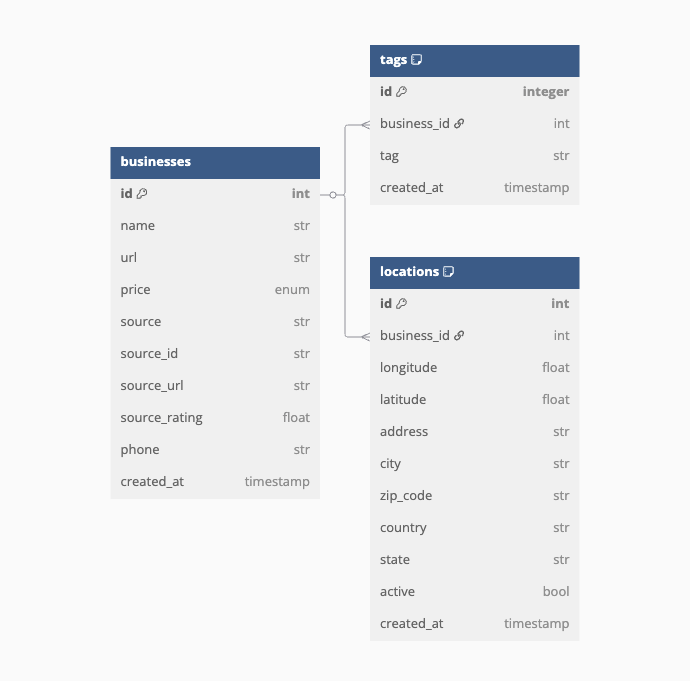 businesses
id int
name str
url str
price enum
source str
source_id str
source_url str
source_rating float
phone str
created_at timestamp
tags
id integer
business_id int
tag str
created_at timestamp
locations
id int
business_id int
longitude float
latitude float
address str
city str
zip_code str
country str
state str
active bool
created_at timestamp